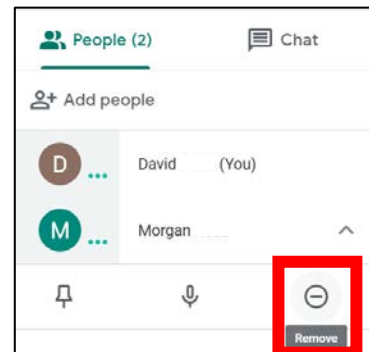 People (2) Chat
Add people
D David (You)
M Morgan
Remove